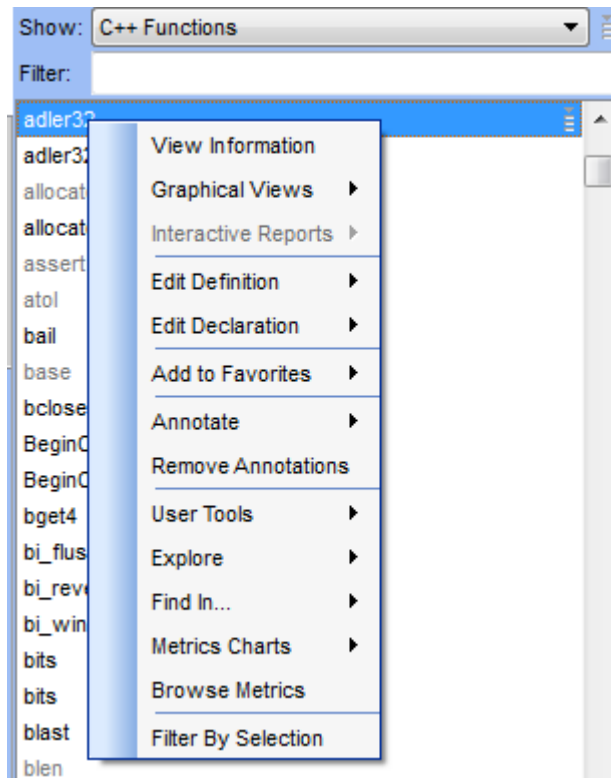 Show: C++ Functions
Filter:
adler32
adler32
allocat
allocat
assert
atol
bail
base
bclose
BeginC
BeginC
bget4
bi_flus
bi_reve
bi_win
bits
bits
blast
blen
View Information
Graphical Views
Interactive Reports
Edit Definition
Edit Declaration
Add to Favorites
Annotate
Remove Annotations
User Tools
Explore
Find In...
Metrics Charts
Browse Metrics
Filter By Selection